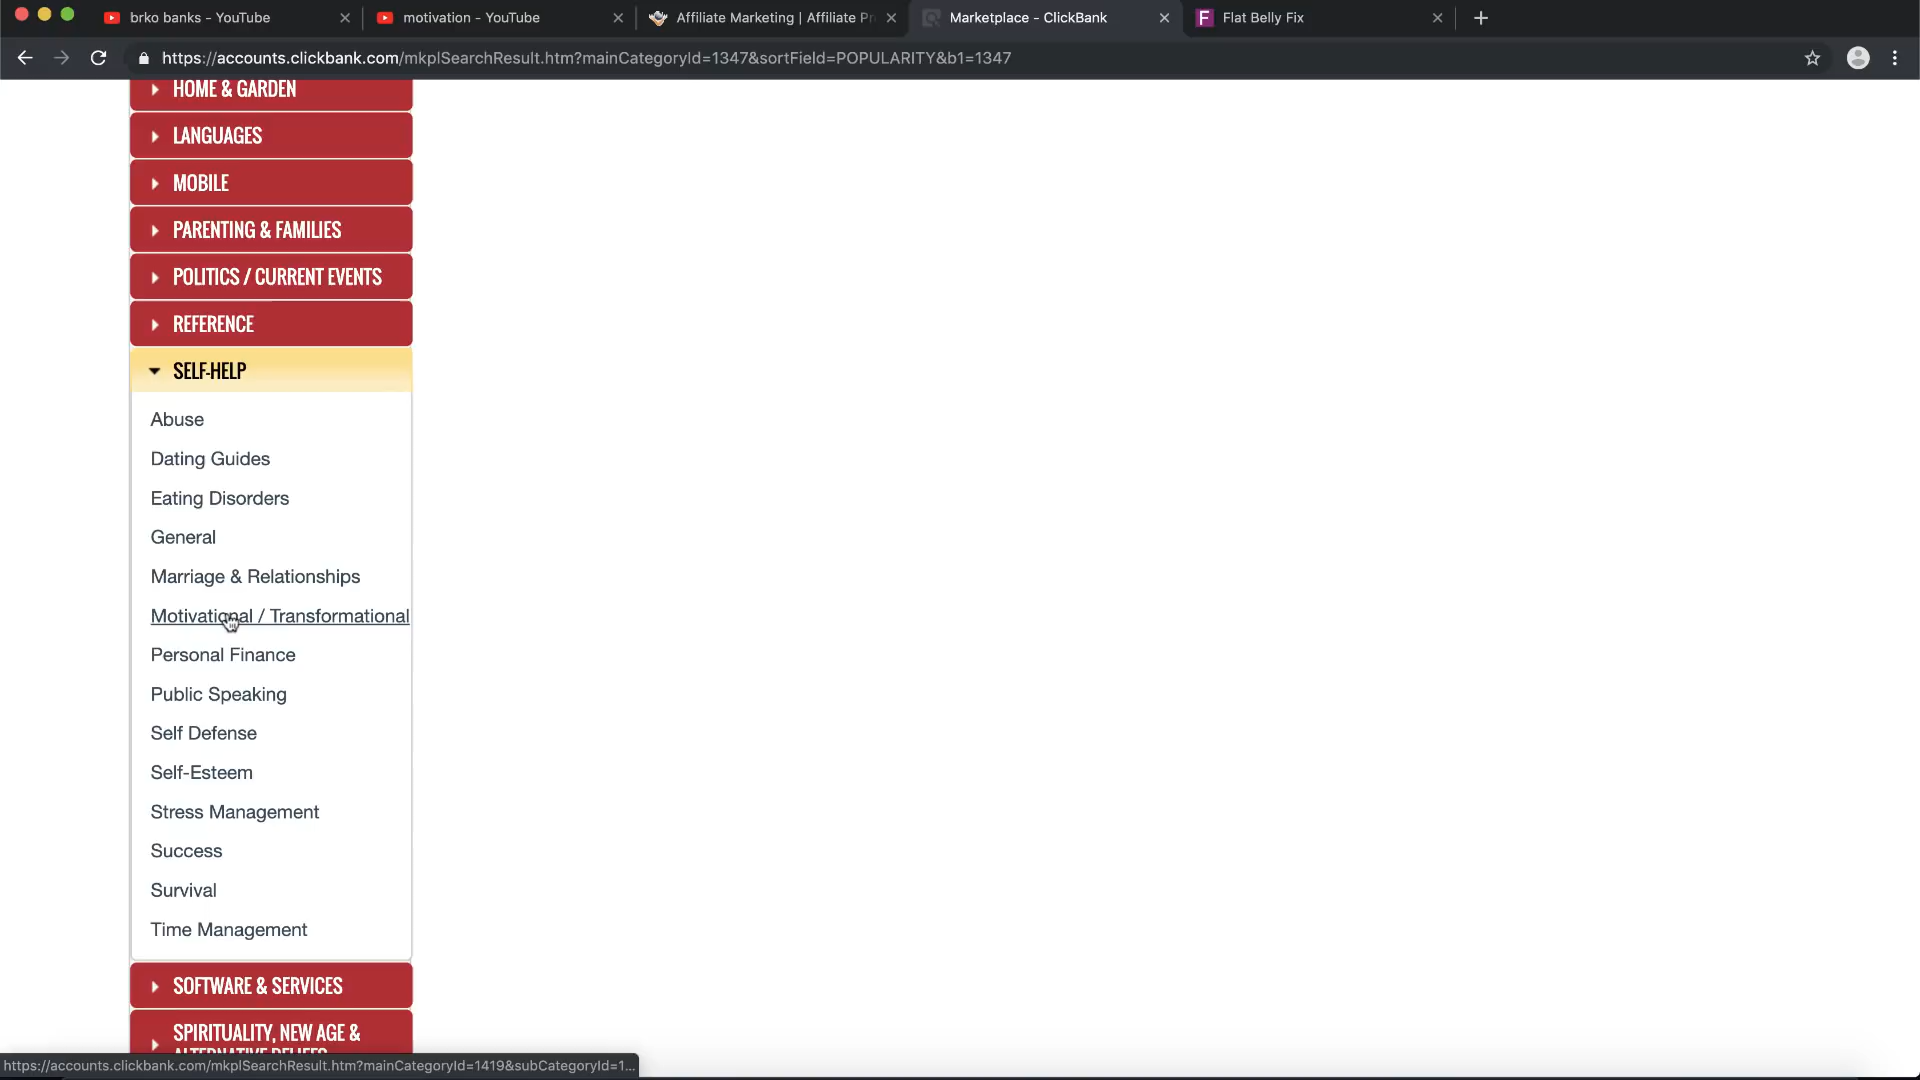 brko banks - YouTube
motivation - YouTube
Affiliate Marketing | Affiliate Pr
Marketplace - ClickBank
Flat Belly Fix
https://accounts.clickbank.com/mkplSearchResult.htm?mainCategoryId=1347&sortField=POPULARITY&b1=1347
HOME & GARDEN
LANGUAGES
MOBILE
PARENTING & FAMILIES
POLITICS / CURRENT EVENTS
REFERENCE
SELF-HELP
Abuse
Dating Guides
Eating Disorders
General
Marriage & Relationships
Motivational / Transformational
Personal Finance
Public Speaking
Self Defense
Self-Esteem
Stress Management
Success
Survival
Time Management
SOFTWARE & SERVICES
SPIRITUALITY, NEW AGE &
ALTERNATIVE BELIEFS
https://accounts.clickbank.com/mkplSearchResult.htm?mainCategoryId=1419&subCategoryId=1...